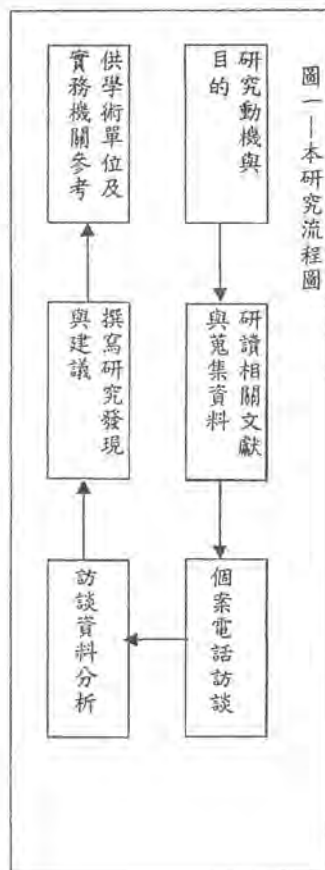 圖一—本研究流程圖
研究動機與
目的
研讀相關文獻
與蒐集資料
個案電話訪談
訪談資料分析
撰寫研究發現
與建議
供學術單位及
實務機關參考